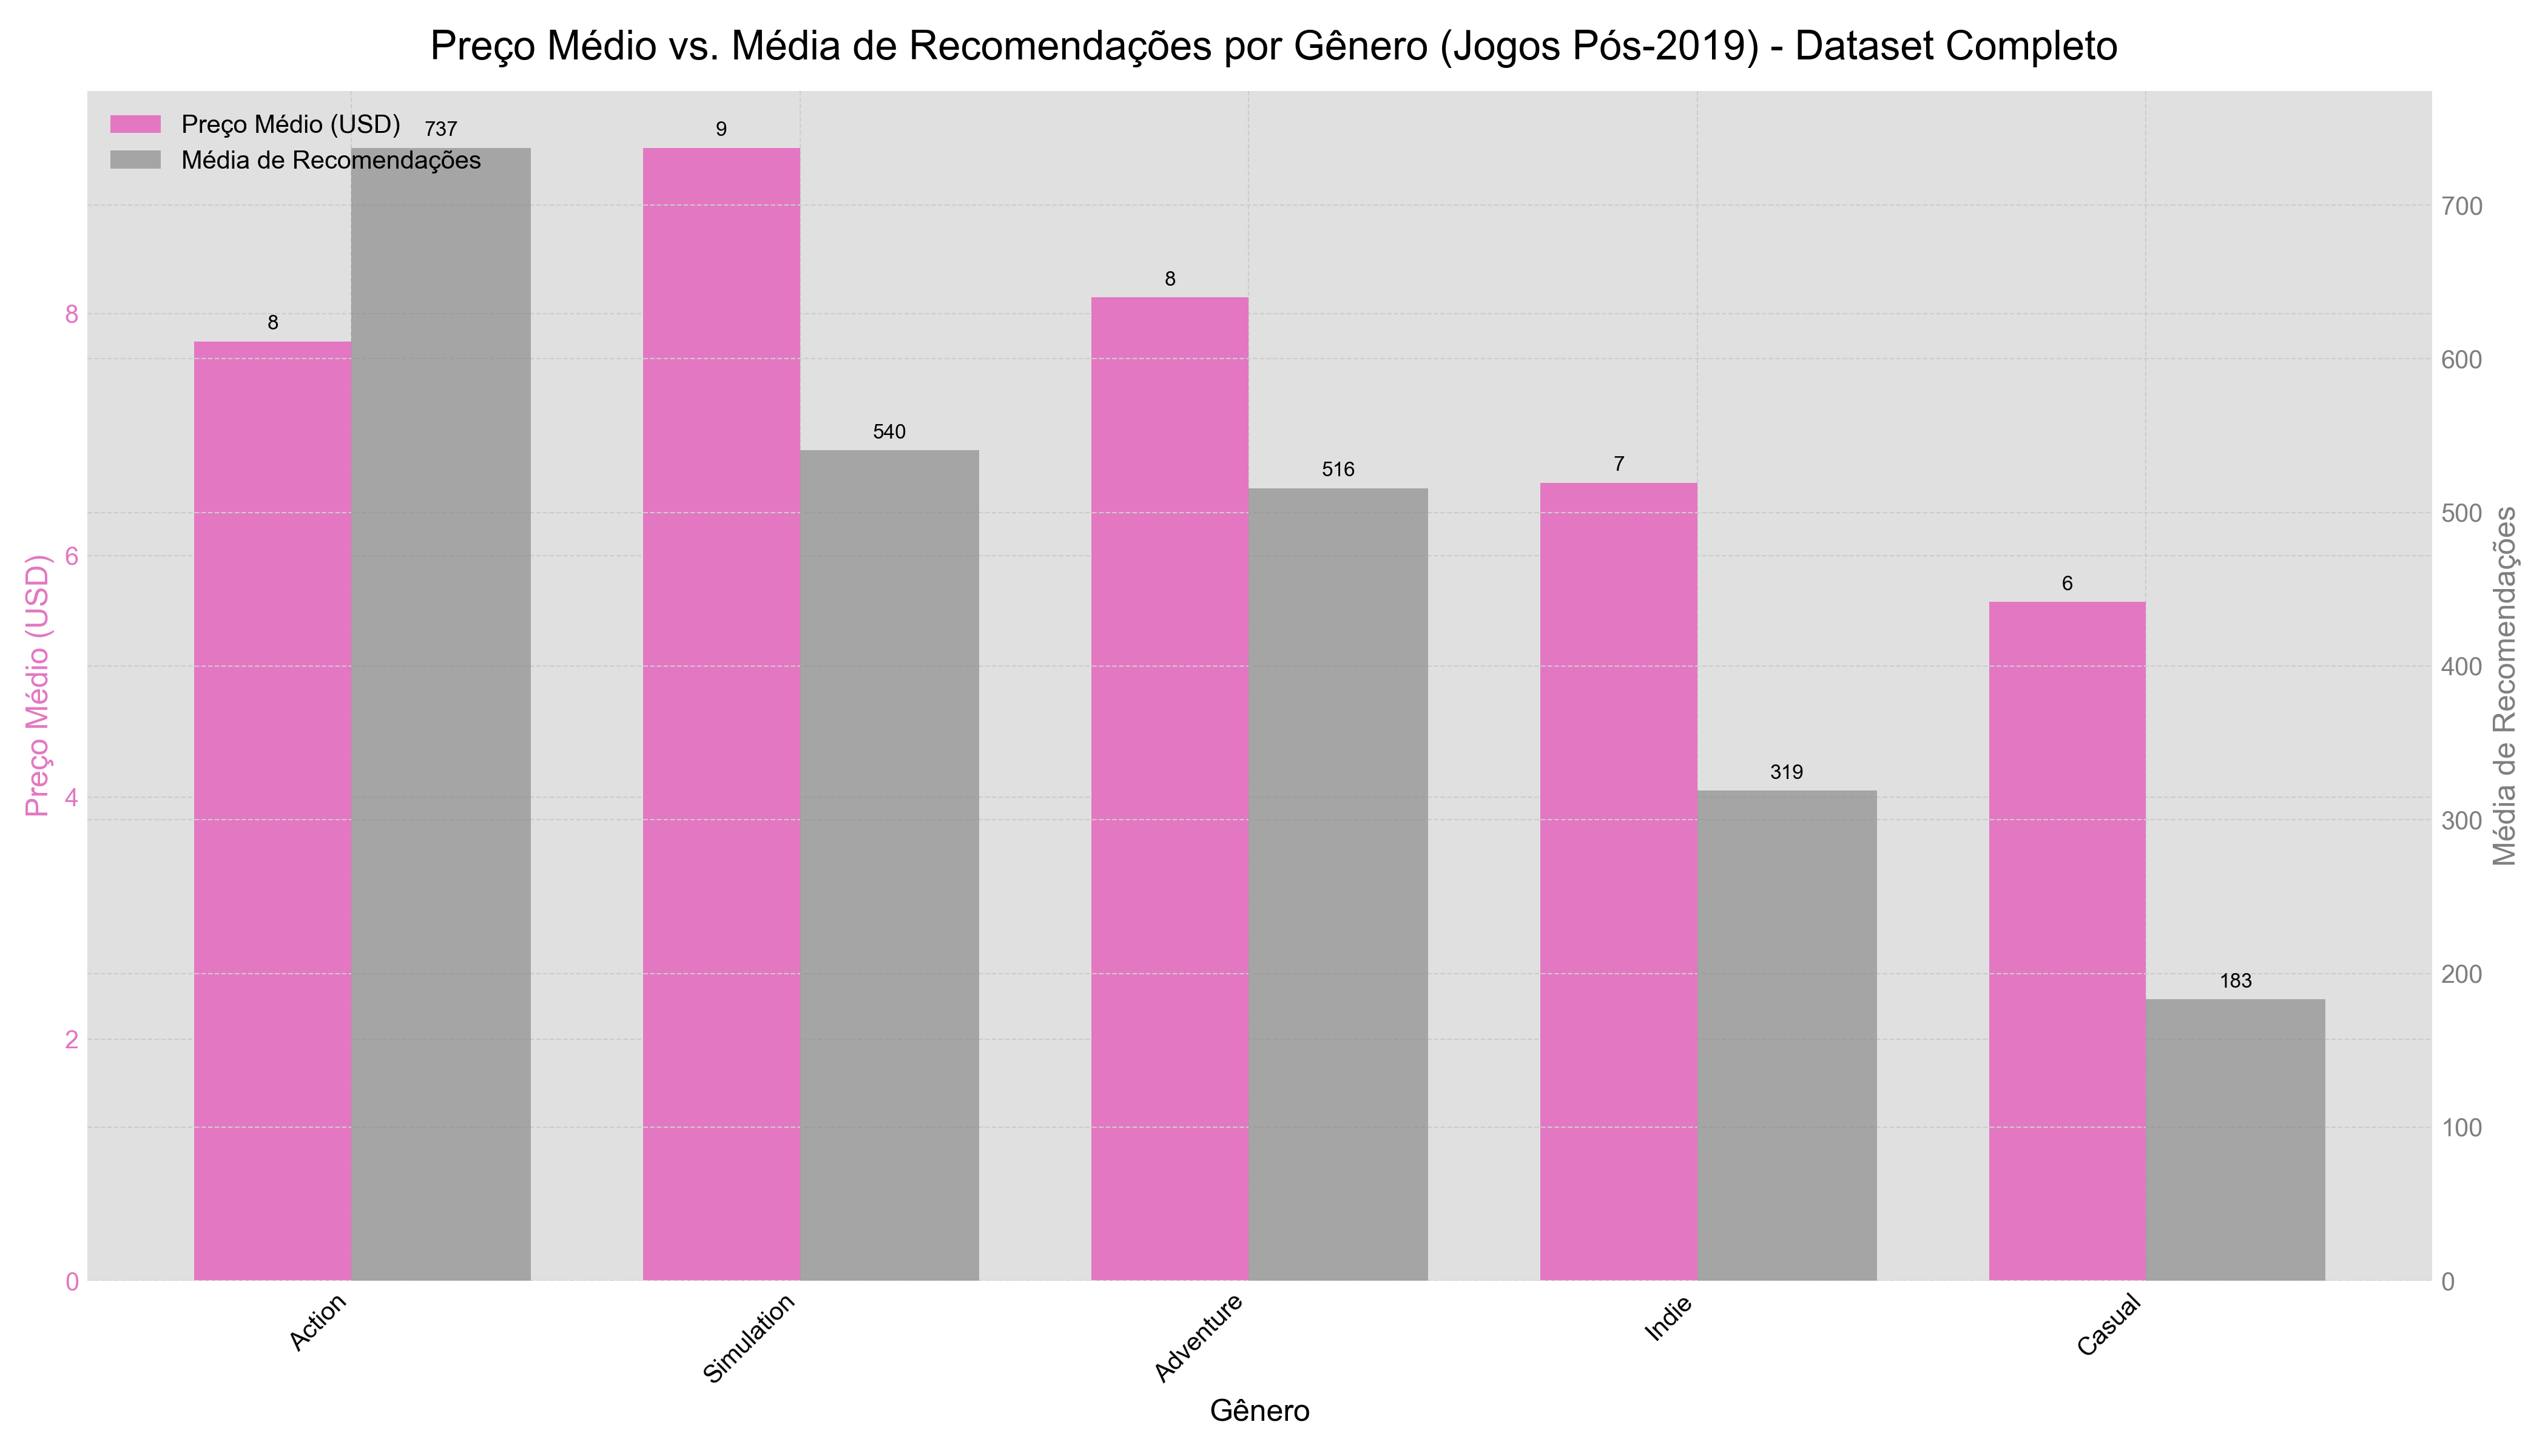 Preço Médio vs. Média de Recomendações por Gênero (Jogos Pós-2019) - Dataset Completo
Preço Médio (USD)
Média de Recomendações
737
9
8
8
540
516
7
6
319
183
8
6
4
2
0
Preço Médio (USD)
700
600
500
400
300
200
100
0
Média de Recomendações
Action
Simulation
Adventure
Indie
Casual
Gênero